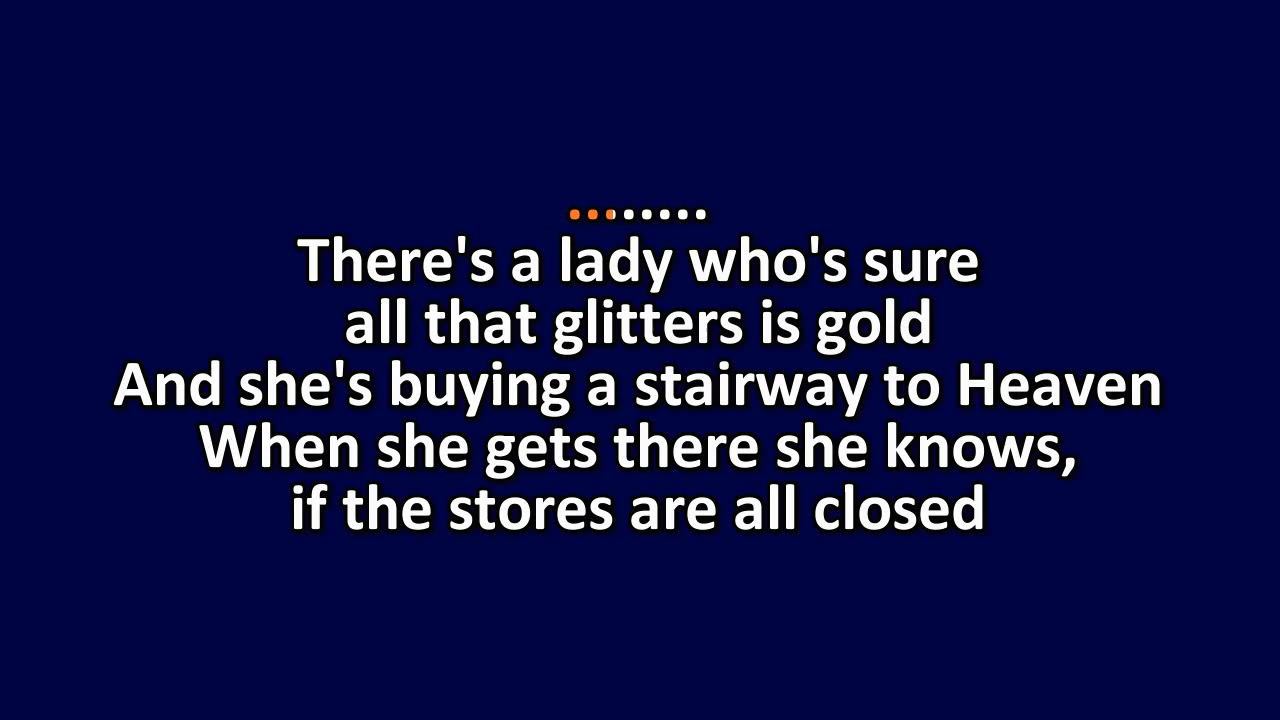 There's a lady who's sure
all that glitters is gold
And she's buying a stairway to Heaven
When she gets there she knows,
if the stores are all closed